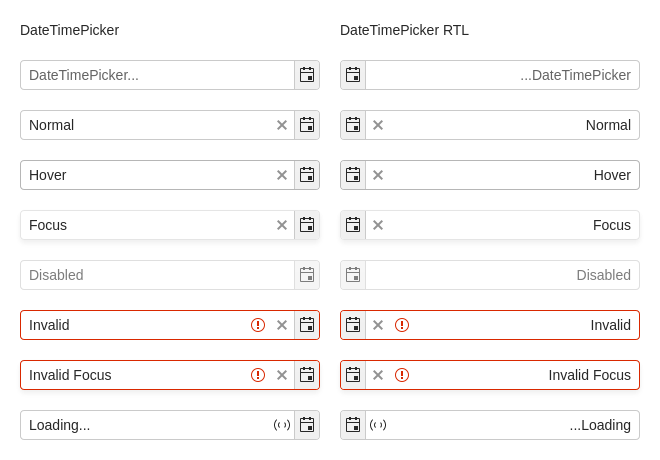 DateTimePicker
DateTimePicker...
Normal
Hover
Focus
Disabled
Invalid
Invalid Focus
Loading...
DateTimePicker RTL
...DateTimePicker
Normal
Hover
Focus
Disabled
Invalid
Invalid Focus
...Loading